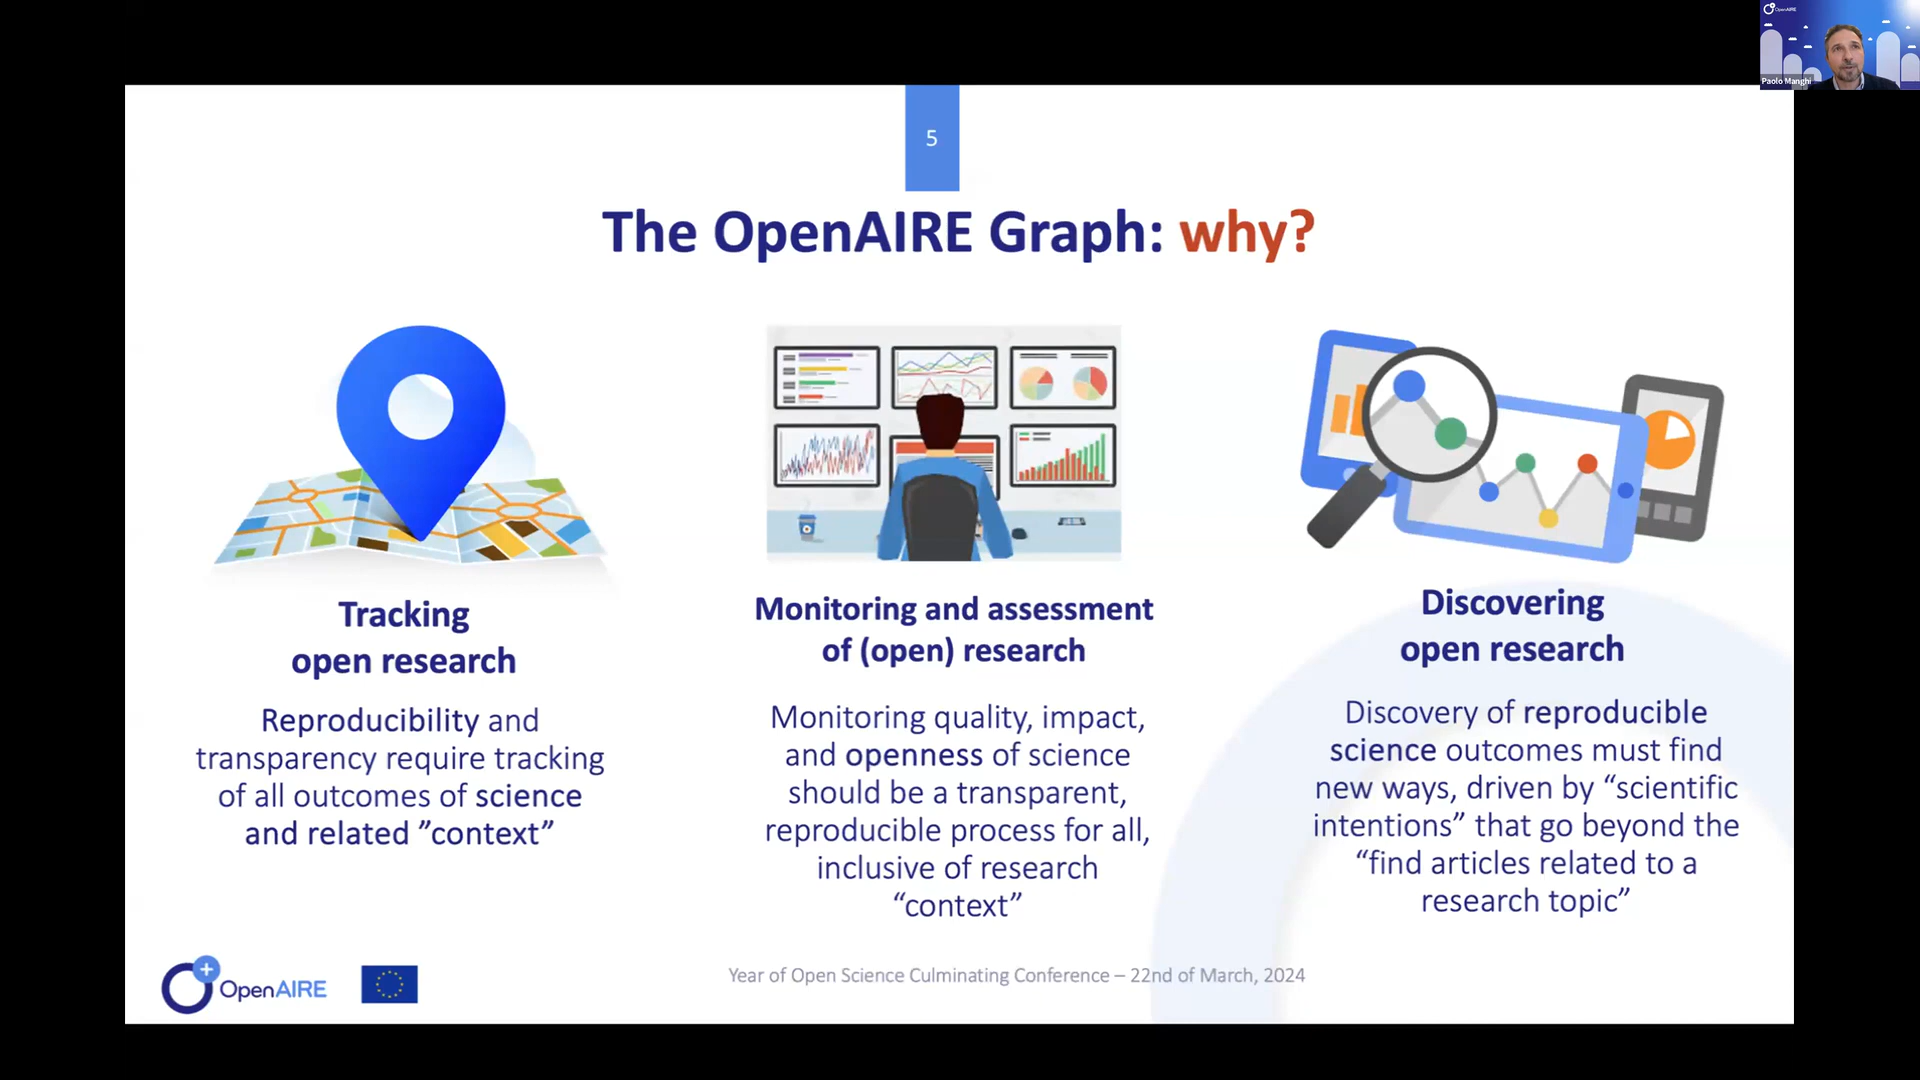 OpenAIRE
Paolo Manghi
5
The OpenAIRE Graph: why?
Tracking
open research
Reproducibility and
transparency require tracking
of all outcomes of science
and related ”context”
Monitoring and assessment
of (open) research
Monitoring quality, impact,
and openness of science
should be a transparent,
reproducible process for all,
inclusive of research
“context”
Discovering
open research
Discovery of reproducible
science outcomes must find
new ways, driven by “scientific
intentions” that go beyond the
“find articles related to a
research topic”
OpenAIRE
Year of Open Science Culminating Conference – 22nd of March, 2024